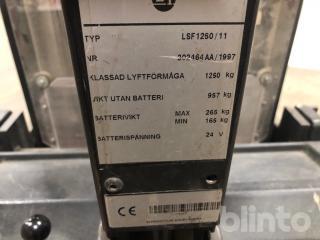 TYP LSF1250/11
NR 202464AA/1997
KLASSAD LYFTFÖRMÅGA 1250 kg
VIKT UTAN BATTERI 957 kg
BATTERIVIKT MAX 265 kg
MIN 165 kg
BATTERISPÄNNING 24 V
CE
blinto